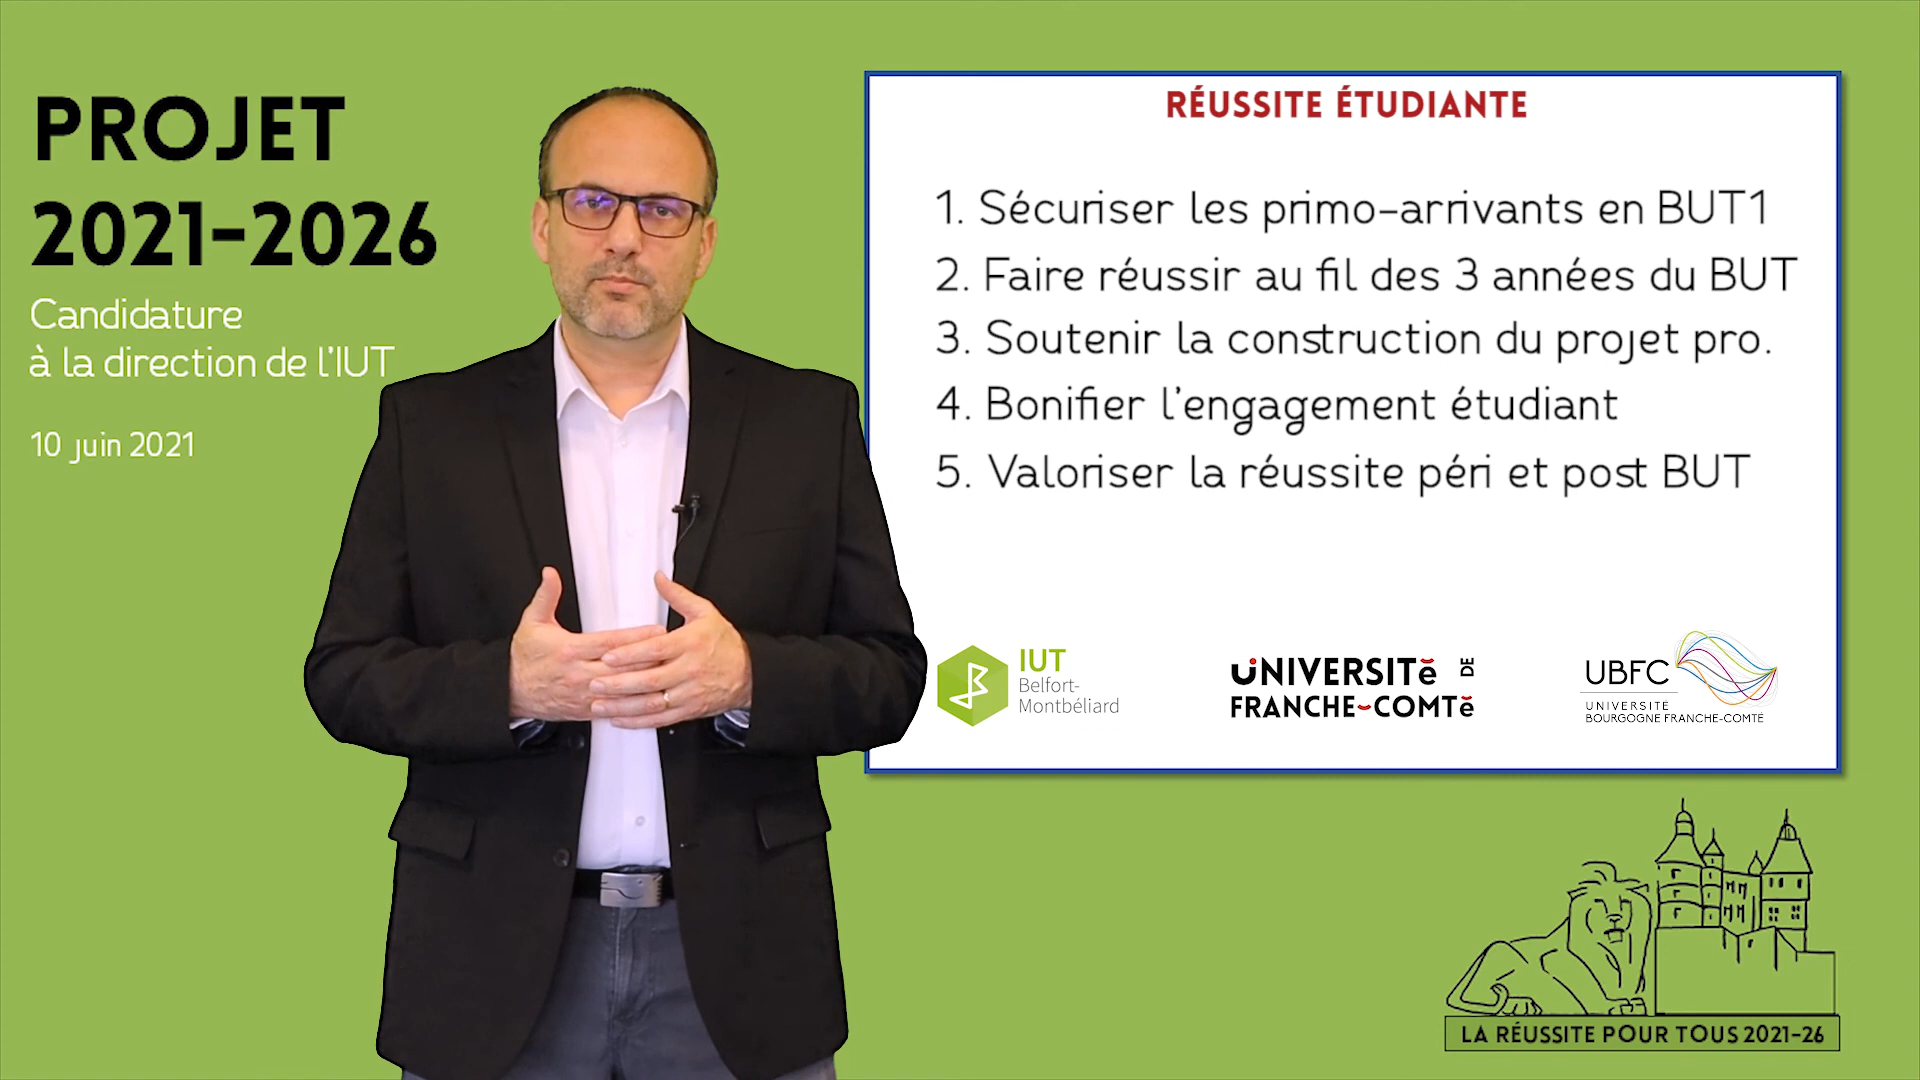 PROJET
2021-2026
Candidature
à la direction de l'IUT
10 juin 2021
RÉUSSITE ÉTUDIANTE
1. Sécuriser les primo-arrivants en BUT1
2. Faire réussir au fil des 3 années du BUT
3. Soutenir la construction du projet pro.
4. Bonifier l'engagement étudiant
5. Valoriser la réussite péri et post BUT
IUT
Belfort-
Montbéliard
UNIVERSITĕ DE
FRANCHE-COMTĕ
UBFC
UNIVERSITÉ
BOURGOGNE FRANCHE-COMTÉ
LA RÉUSSITE POUR TOUS 2021-26